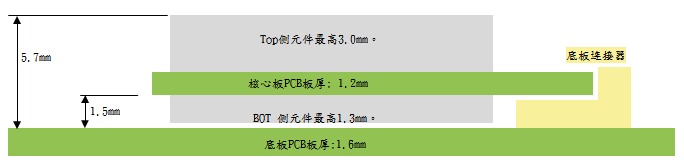 Top側元件最高3.0mm。
5.7mm
底板连接器
核心板PCB板厚: 1.2mm
1.5mm
BOT 側元件最高1.3mm。
底板PCB板厚:1.6mm